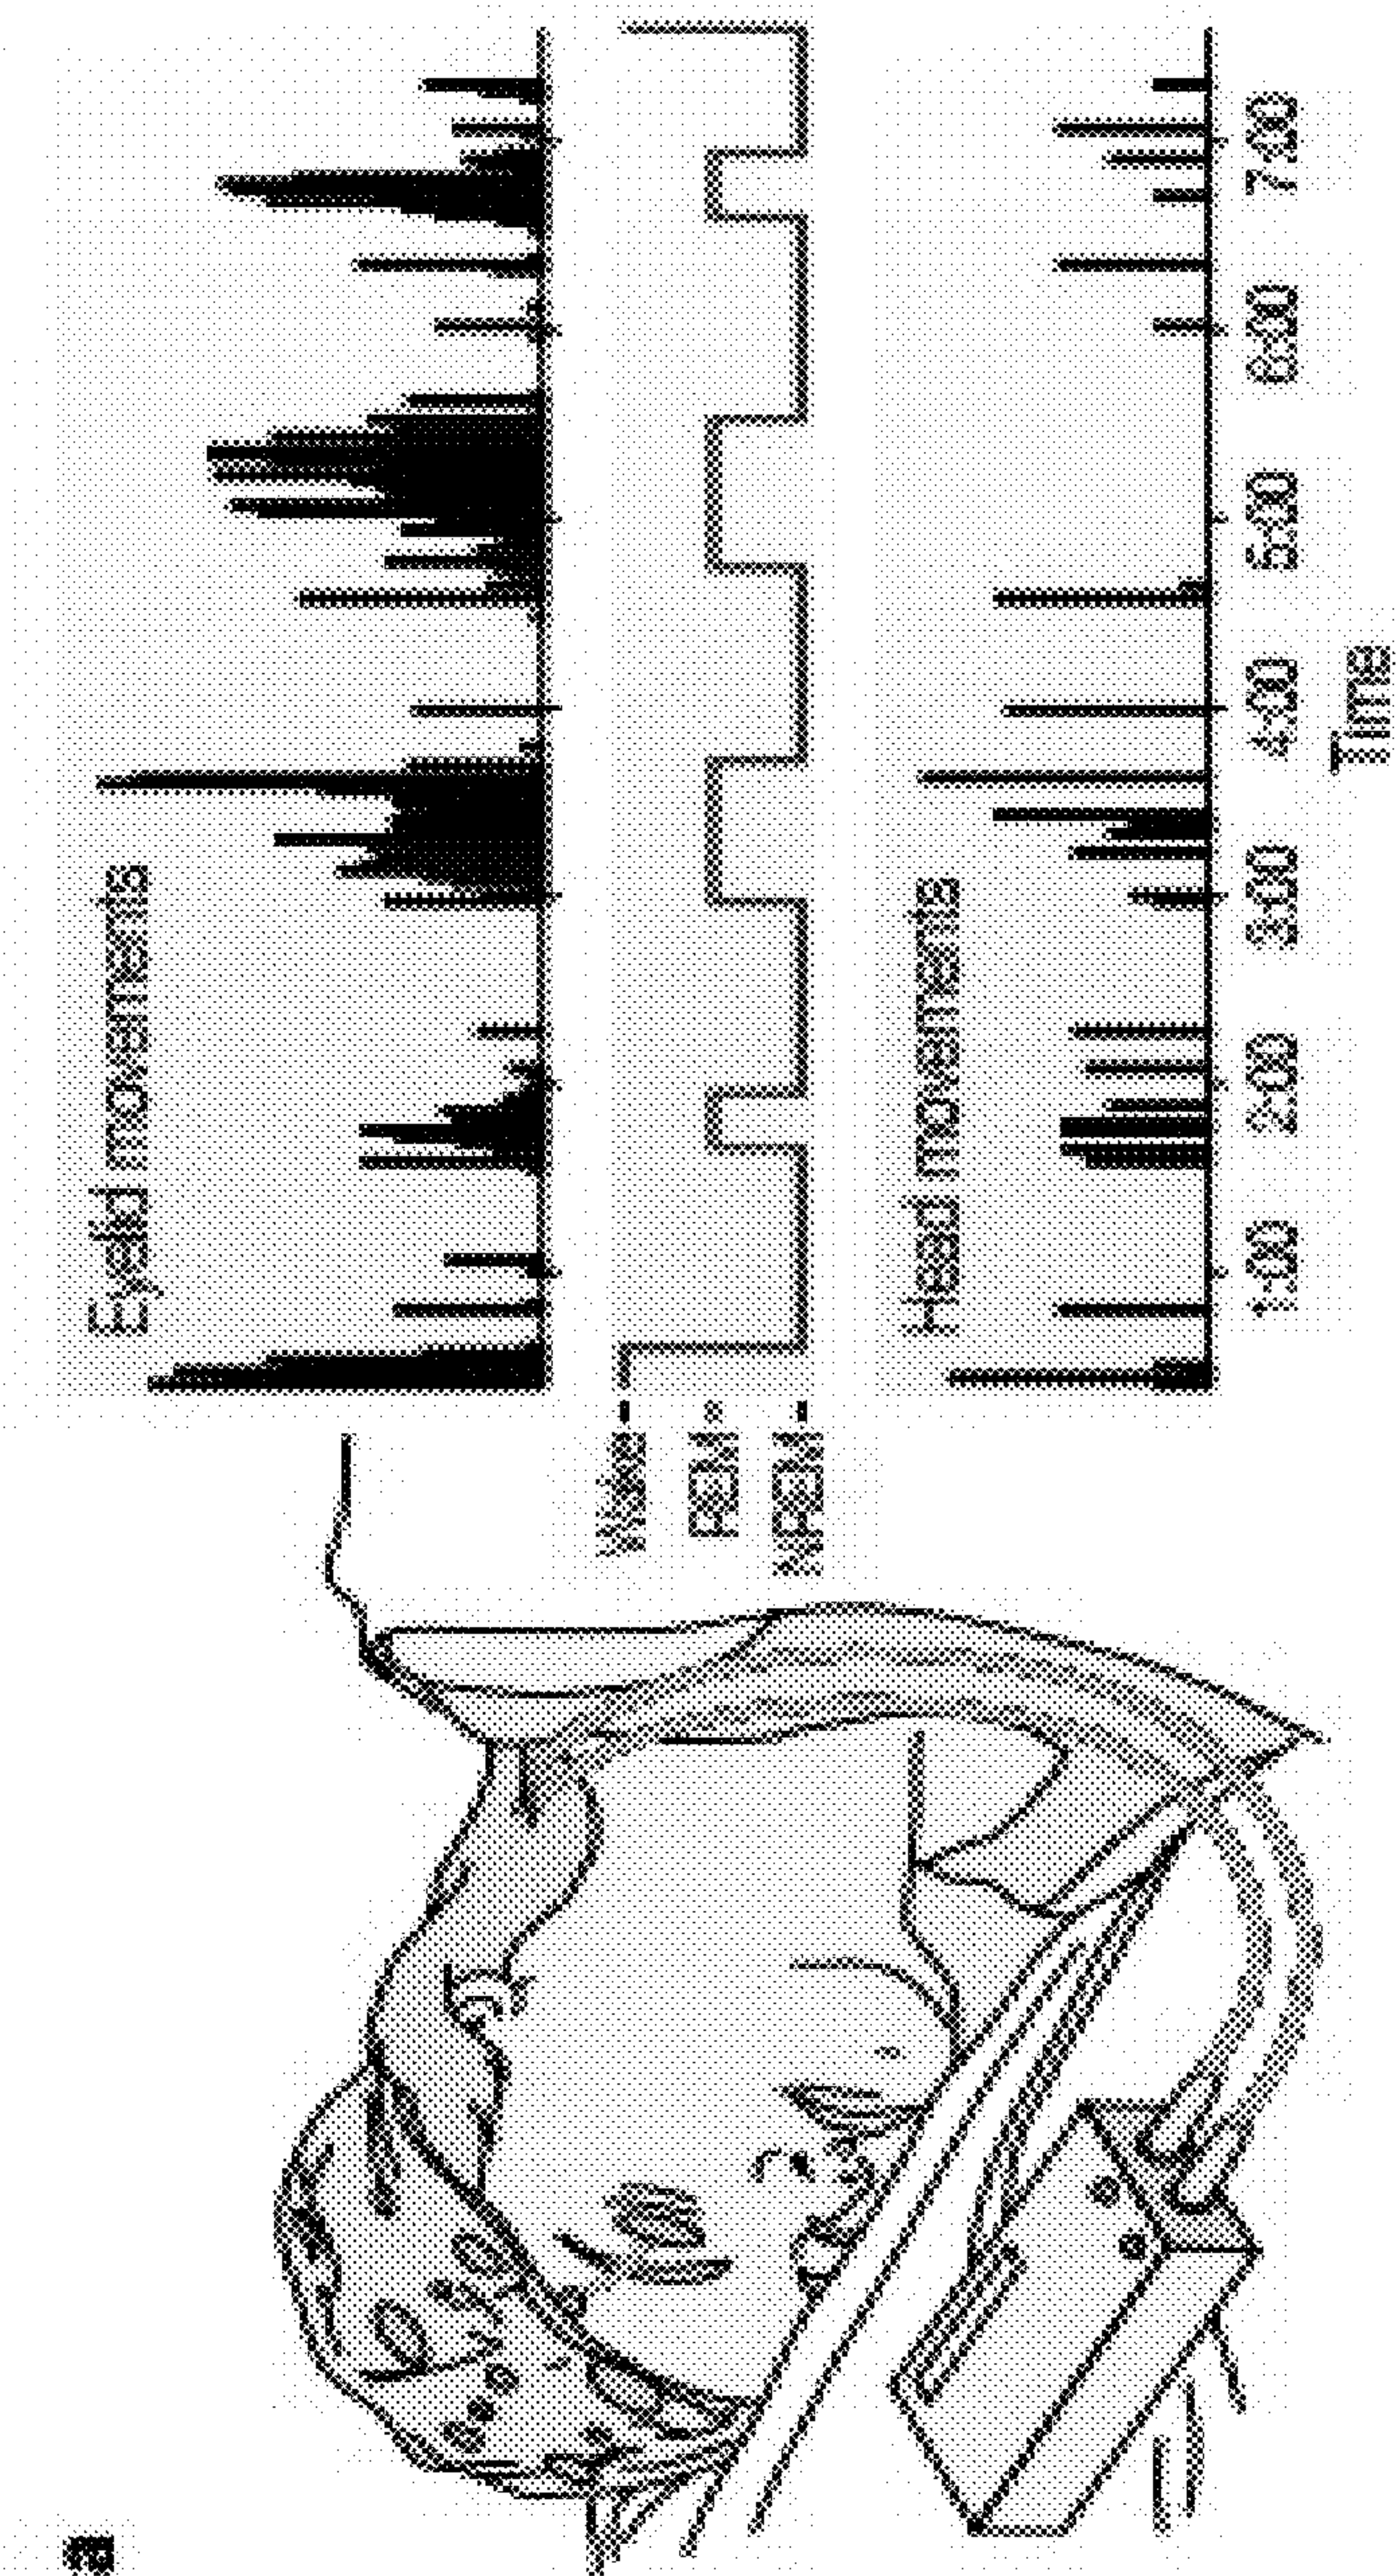 a
Eyelid movements
Wake
REM
NREM
Head movements
1:00 2:00 3:00 4:00 5:00 6:00 7:00
Time